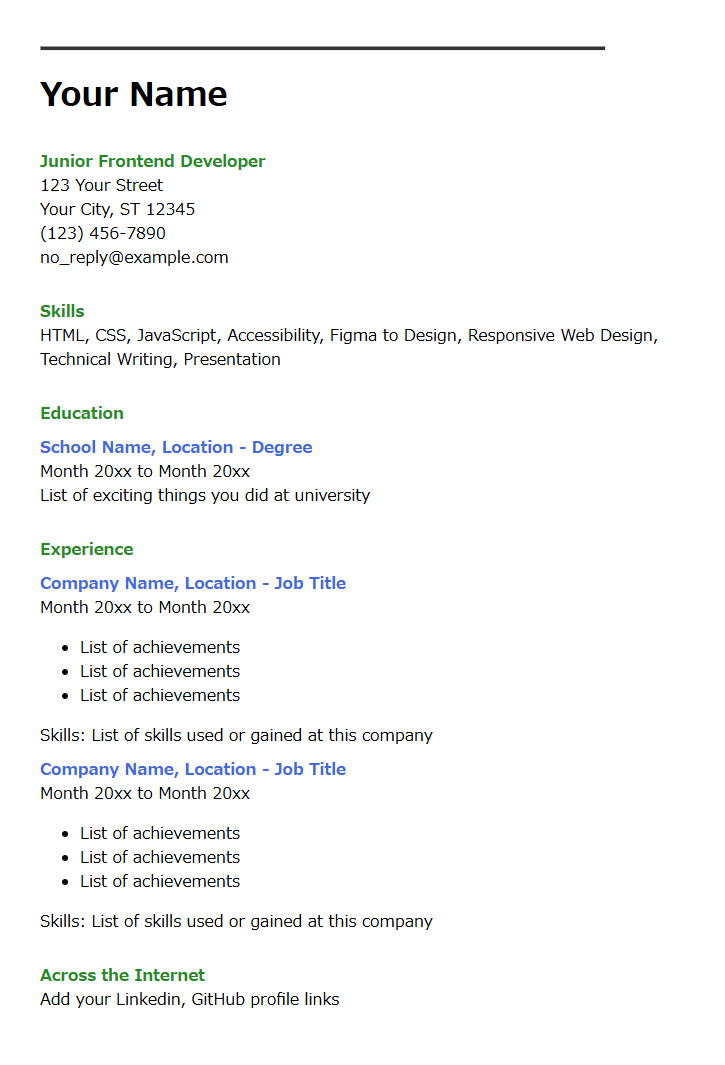 Your Name
Junior Frontend Developer
123 Your Street
Your City, ST 12345
(123) 456-7890
no_reply@example.com
Skills
HTML, CSS, JavaScript, Accessibility, Figma to Design, Responsive Web Design,
Technical Writing, Presentation
Education
School Name, Location - Degree
Month 20xx to Month 20xx
List of exciting things you did at university
Experience
Company Name, Location - Job Title
Month 20xx to Month 20xx
• List of achievements
• List of achievements
• List of achievements
Skills: List of skills used or gained at this company
Company Name, Location - Job Title
Month 20xx to Month 20xx
• List of achievements
• List of achievements
• List of achievements
Skills: List of skills used or gained at this company
Across the Internet
Add your Linkedin, GitHub profile links